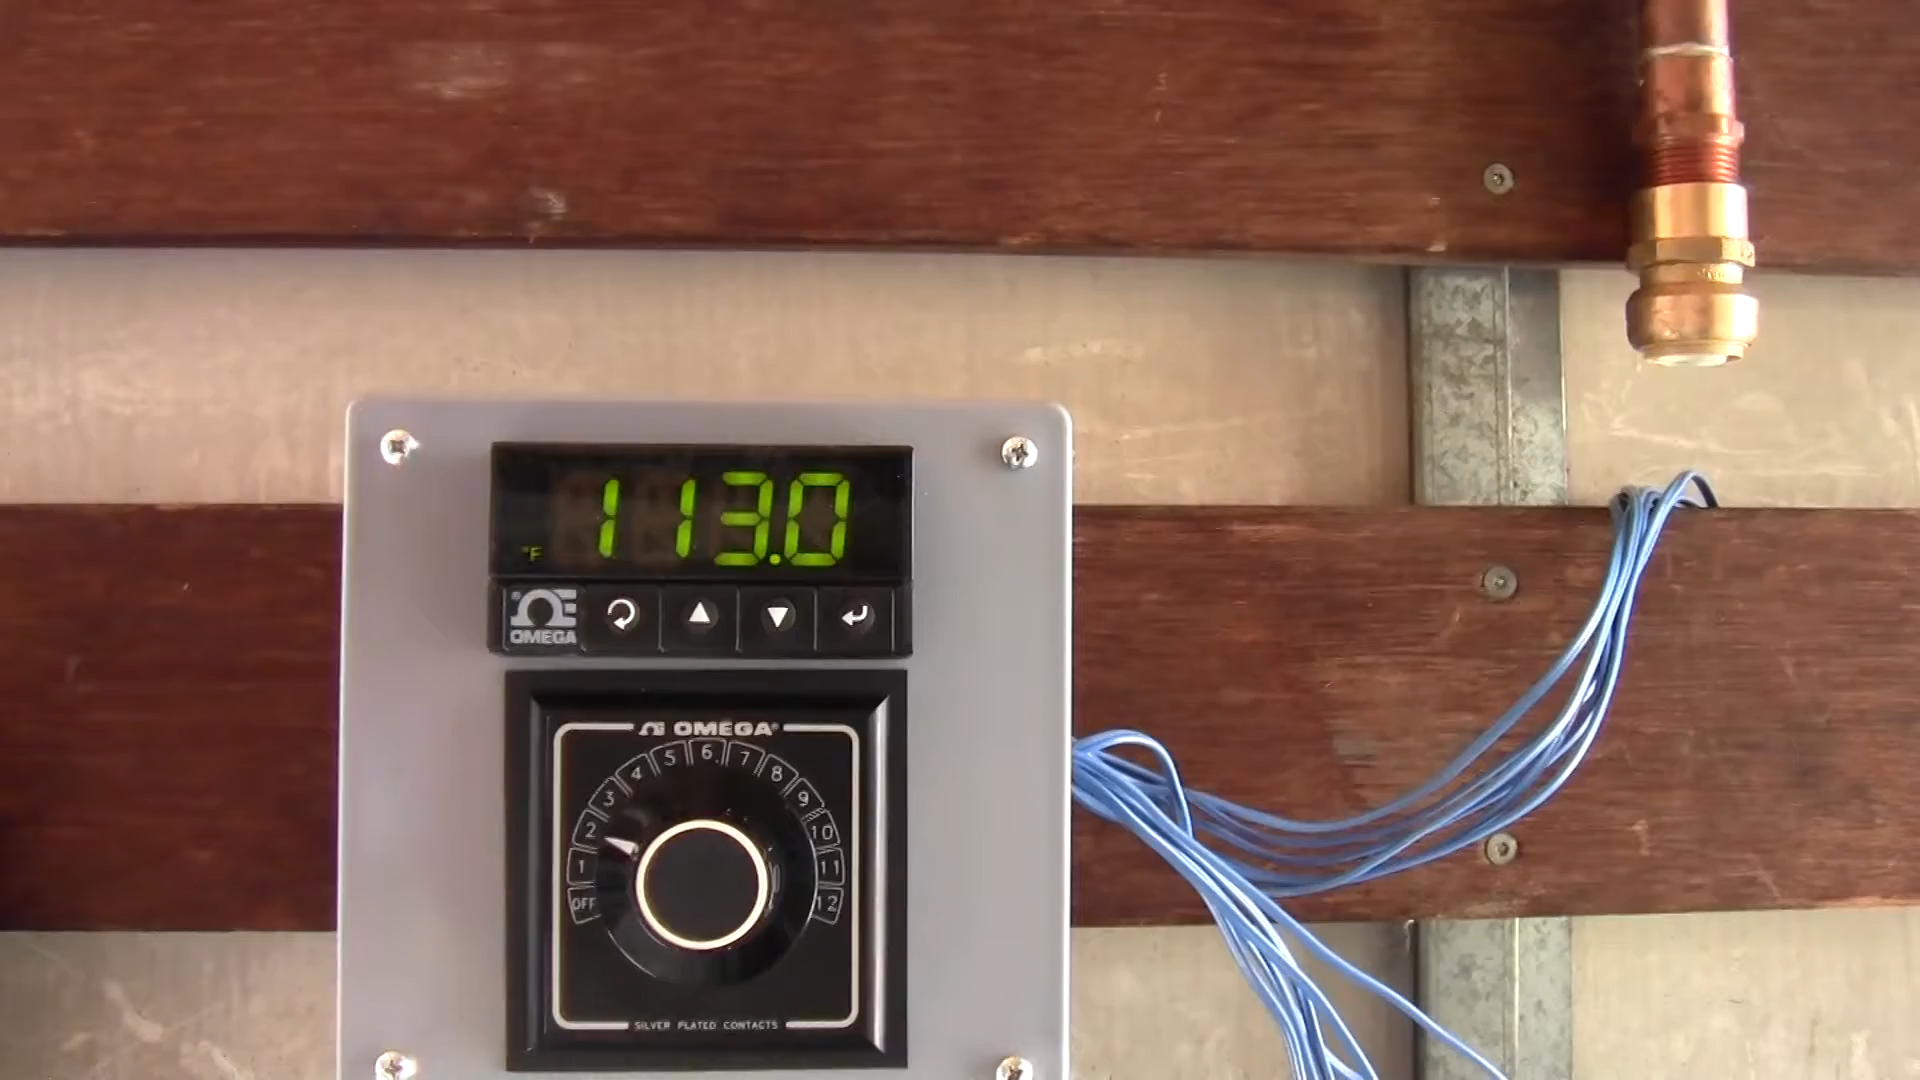 113.0
°F
OMEGA
OMEGA®
OFF 1 2 3 4 5 6 7 8 9 10 11 12
SILVER PLATED CONTACTS